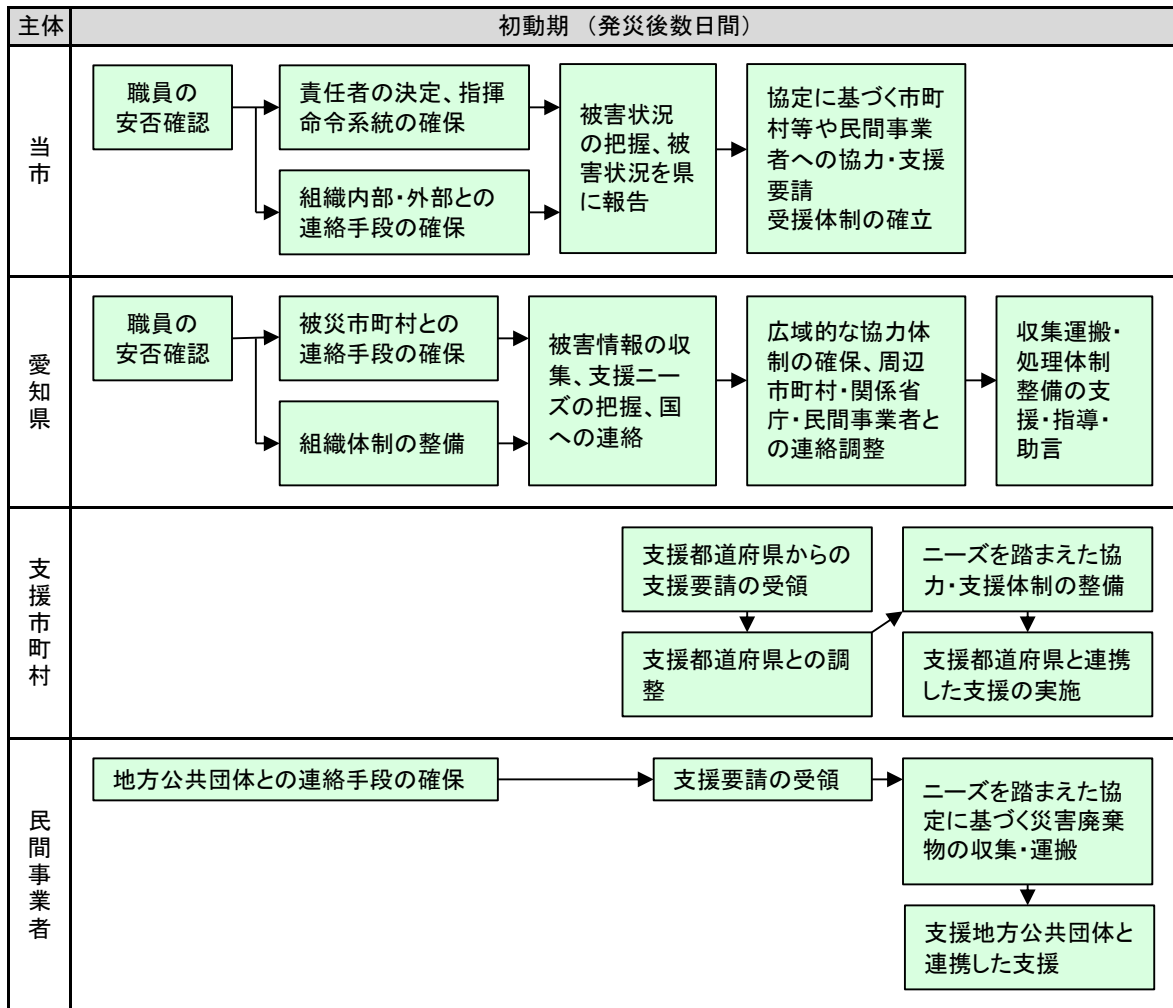 主体
初動期 （発災後数日間）
当市
職員の
安否確認
責任者の決定、指揮
命令系統の確保
組織内部・外部との
連絡手段の確保
被害状況
の把握、被
害状況を県
に報告
協定に基づく市町
村等や民間事業
者への協力・支援
要請
受援体制の確立
愛知県
職員の
安否確認
被災市町村との
連絡手段の確保
組織体制の整備
被害情報の収
集、支援ニー
ズの把握、国
への連絡
広域的な協力体
制の確保、周辺
市町村・関係省
庁・民間事業者と
の連絡調整
収集運搬・
処理体制
整備の支
援・指導・
助言
支援市町村
支援都道府県からの
支援要請の受領
支援都道府県との調
整
ニーズを踏まえた協
力・支援体制の整備
支援都道府県と連携
した支援の実施
民間事業者
地方公共団体との連絡手段の確保
支援要請の受領
ニーズを踏まえた協
定に基づく災害廃棄
物の収集・運搬
支援地方公共団体と
連携した支援